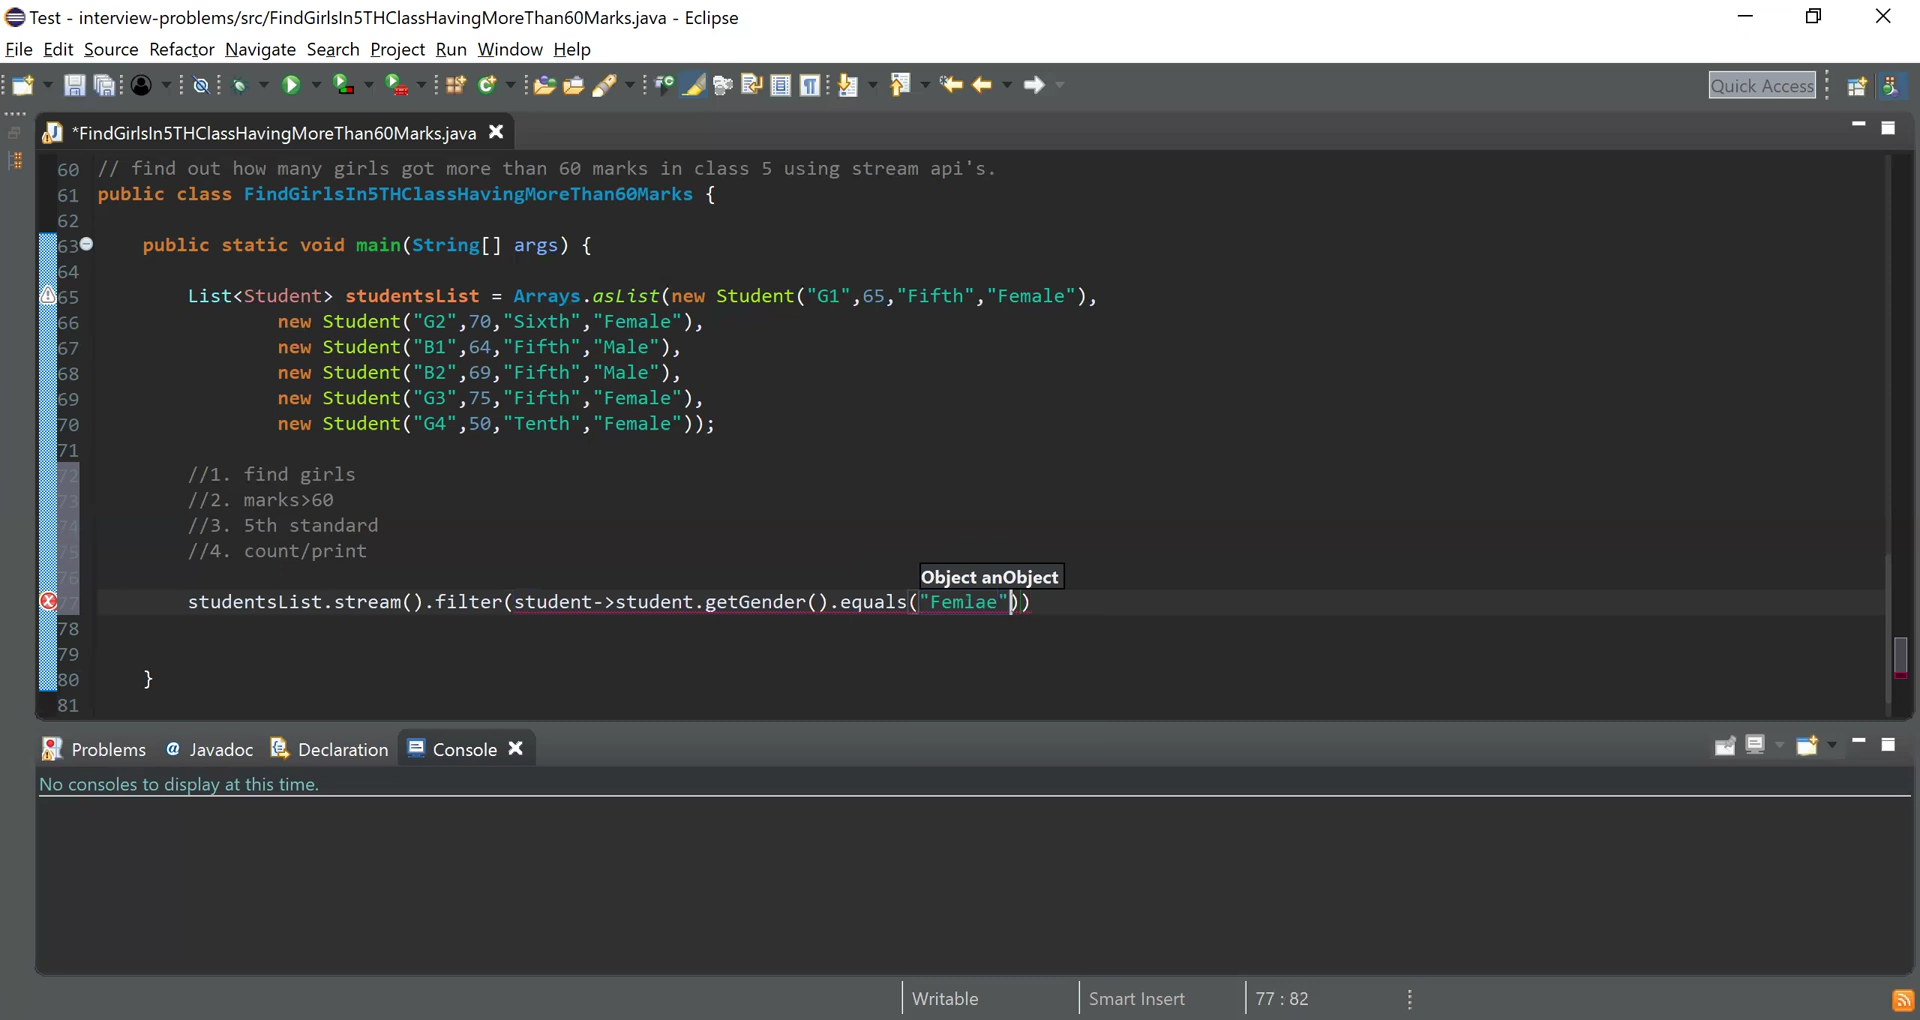 Test - interview-problems/src/FindGirlsIn5THClassHavingMoreThan60Marks.java - Eclipse
File Edit Source Refactor Navigate Search Project Run Window Help
Quick Access
*FindGirlsIn5THClassHavingMoreThan60Marks.java
60 // find out how many girls got more than 60 marks in class 5 using stream api's.
61 public class FindGirlsIn5THClassHavingMoreThan60Marks {
62
63 public static void main(String[] args) {
64
65 List<Student> studentsList = Arrays.asList(new Student("G1",65,"Fifth","Female"),
66 new Student("G2",70,"Sixth","Female"),
67 new Student("B1",64,"Fifth","Male"),
68 new Student("B2",69,"Fifth","Male"),
69 new Student("G3",75,"Fifth","Female"),
70 new Student("G4",50,"Tenth","Female"));
71
72 //1. find girls
73 //2. marks>60
74 //3. 5th standard
75 //4. count/print
76
Object anObject
77 studentsList.stream().filter(student->student.getGender().equals("Femlae"))
78
79
80 }
81
Problems @ Javadoc Declaration Console
No consoles to display at this time.
Writable Smart Insert 77 : 82